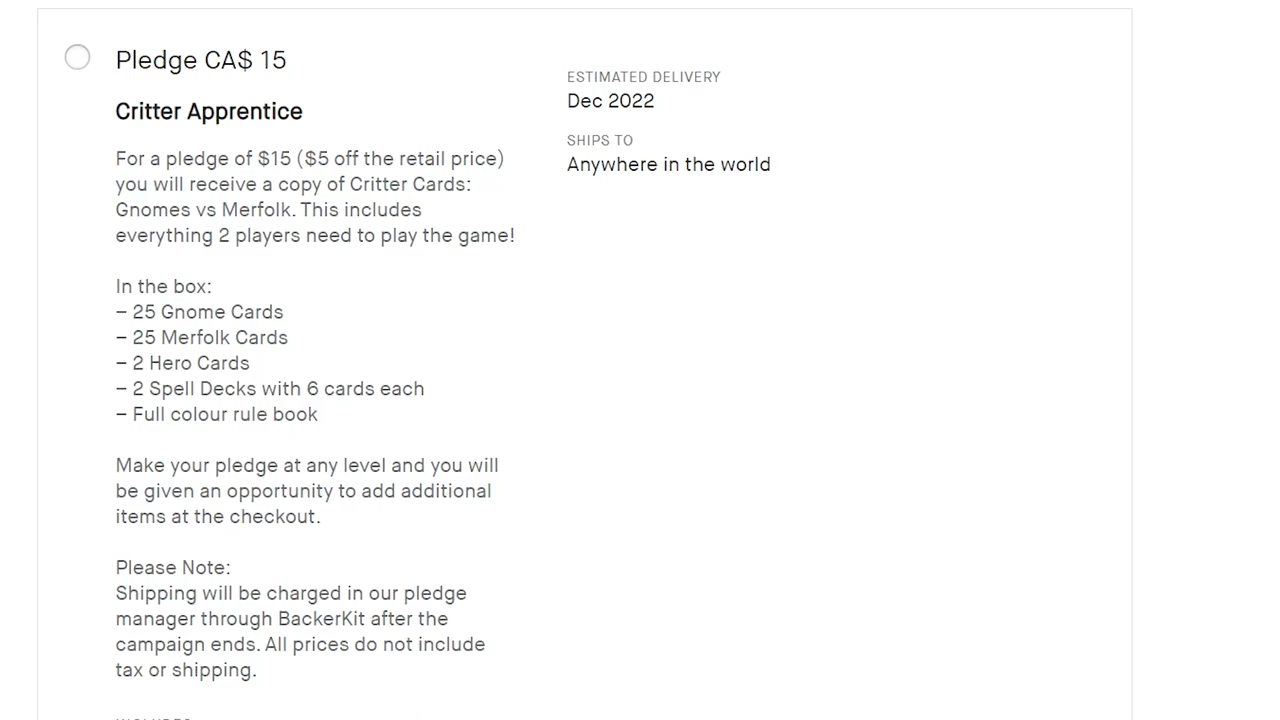 Pledge CA$ 15
Critter Apprentice
For a pledge of $15 ($5 off the retail price)
you will receive a copy of Critter Cards:
Gnomes vs Merfolk. This includes
everything 2 players need to play the game!
In the box:
– 25 Gnome Cards
– 25 Merfolk Cards
– 2 Hero Cards
– 2 Spell Decks with 6 cards each
– Full colour rule book
Make your pledge at any level and you will
be given an opportunity to add additional
items at the checkout.
Please Note:
Shipping will be charged in our pledge
manager through BackerKit after the
campaign ends. All prices do not include
tax or shipping.
ESTIMATED DELIVERY
Dec 2022
SHIPS TO
Anywhere in the world